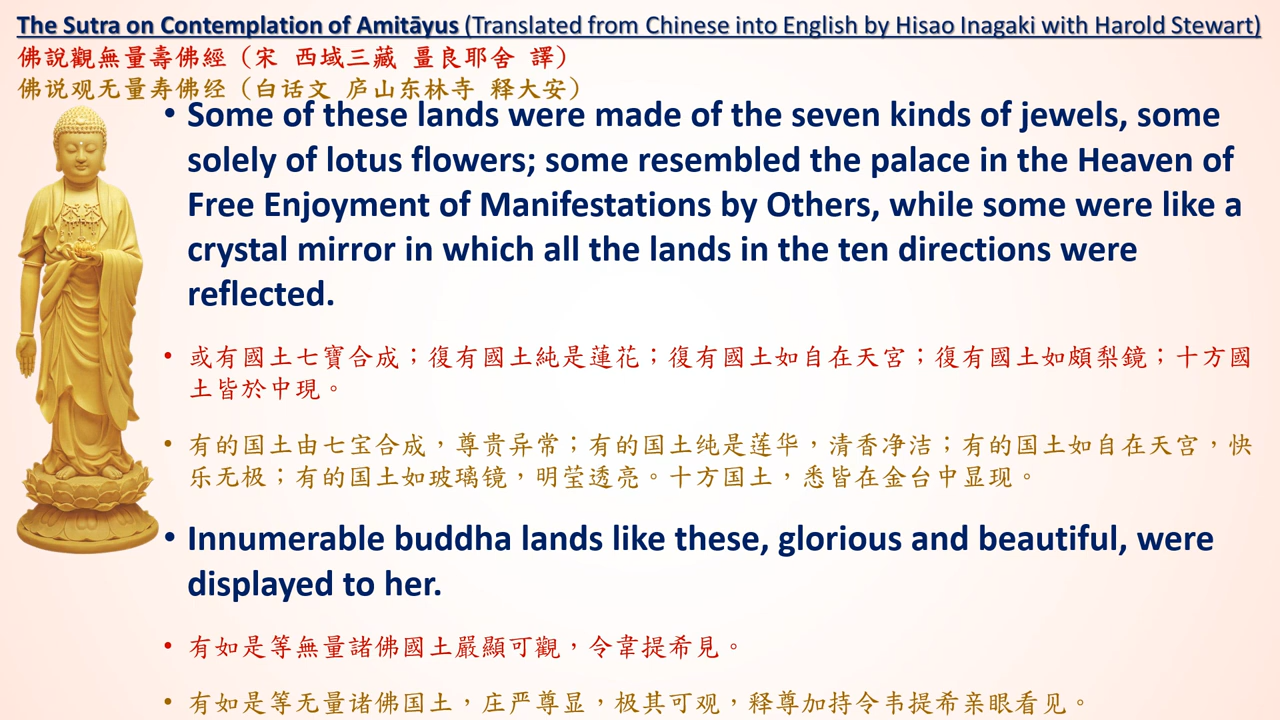 The Sutra on Contemplation of Amitāyus (Translated from Chinese into English by Hisao Inagaki with Harold Stewart)
佛說觀無量壽佛經（宋 西域三藏 畺良耶舍 譯）
佛说观无量寿佛经（白话文 庐山东林寺 释大安）
• Some of these lands were made of the seven kinds of jewels, some
solely of lotus flowers; some resembled the palace in the Heaven of
Free Enjoyment of Manifestations by Others, while some were like a
crystal mirror in which all the lands in the ten directions were
reflected.
• 或有國土七寶合成；復有國土純是蓮花；復有國土如自在天宮；復有國土如頗梨鏡；十方國
土皆於中現。
• 有的国土由七宝合成，尊贵异常；有的国土纯是莲华，清香净洁；有的国土如自在天宫，快
乐无极；有的国土如玻璃镜，明莹透亮。十方国土，悉皆在金台中显现。
• Innumerable buddha lands like these, glorious and beautiful, were
displayed to her.
• 有如是等無量諸佛國土嚴顯可觀，令韋提希見。
• 有如是等无量诸佛国土，庄严尊显，极其可观，释尊加持令韦提希亲眼看见。